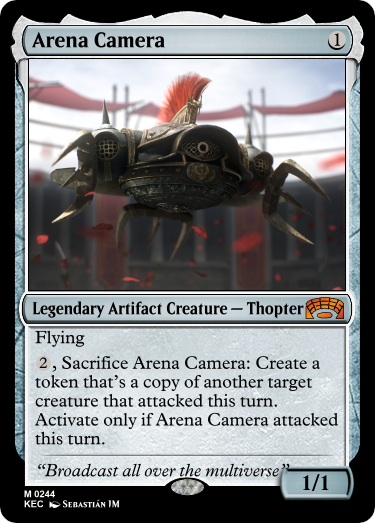 Arena Camera 1
Legendary Artifact Creature — Thopter
Flying
2, Sacrifice Arena Camera: Create a
token that's a copy of another target
creature that attacked this turn.
Activate only if Arena Camera attacked
this turn.
“Broadcast all over the multiverse”
1/1
M 0244
KEC Sebastián JM